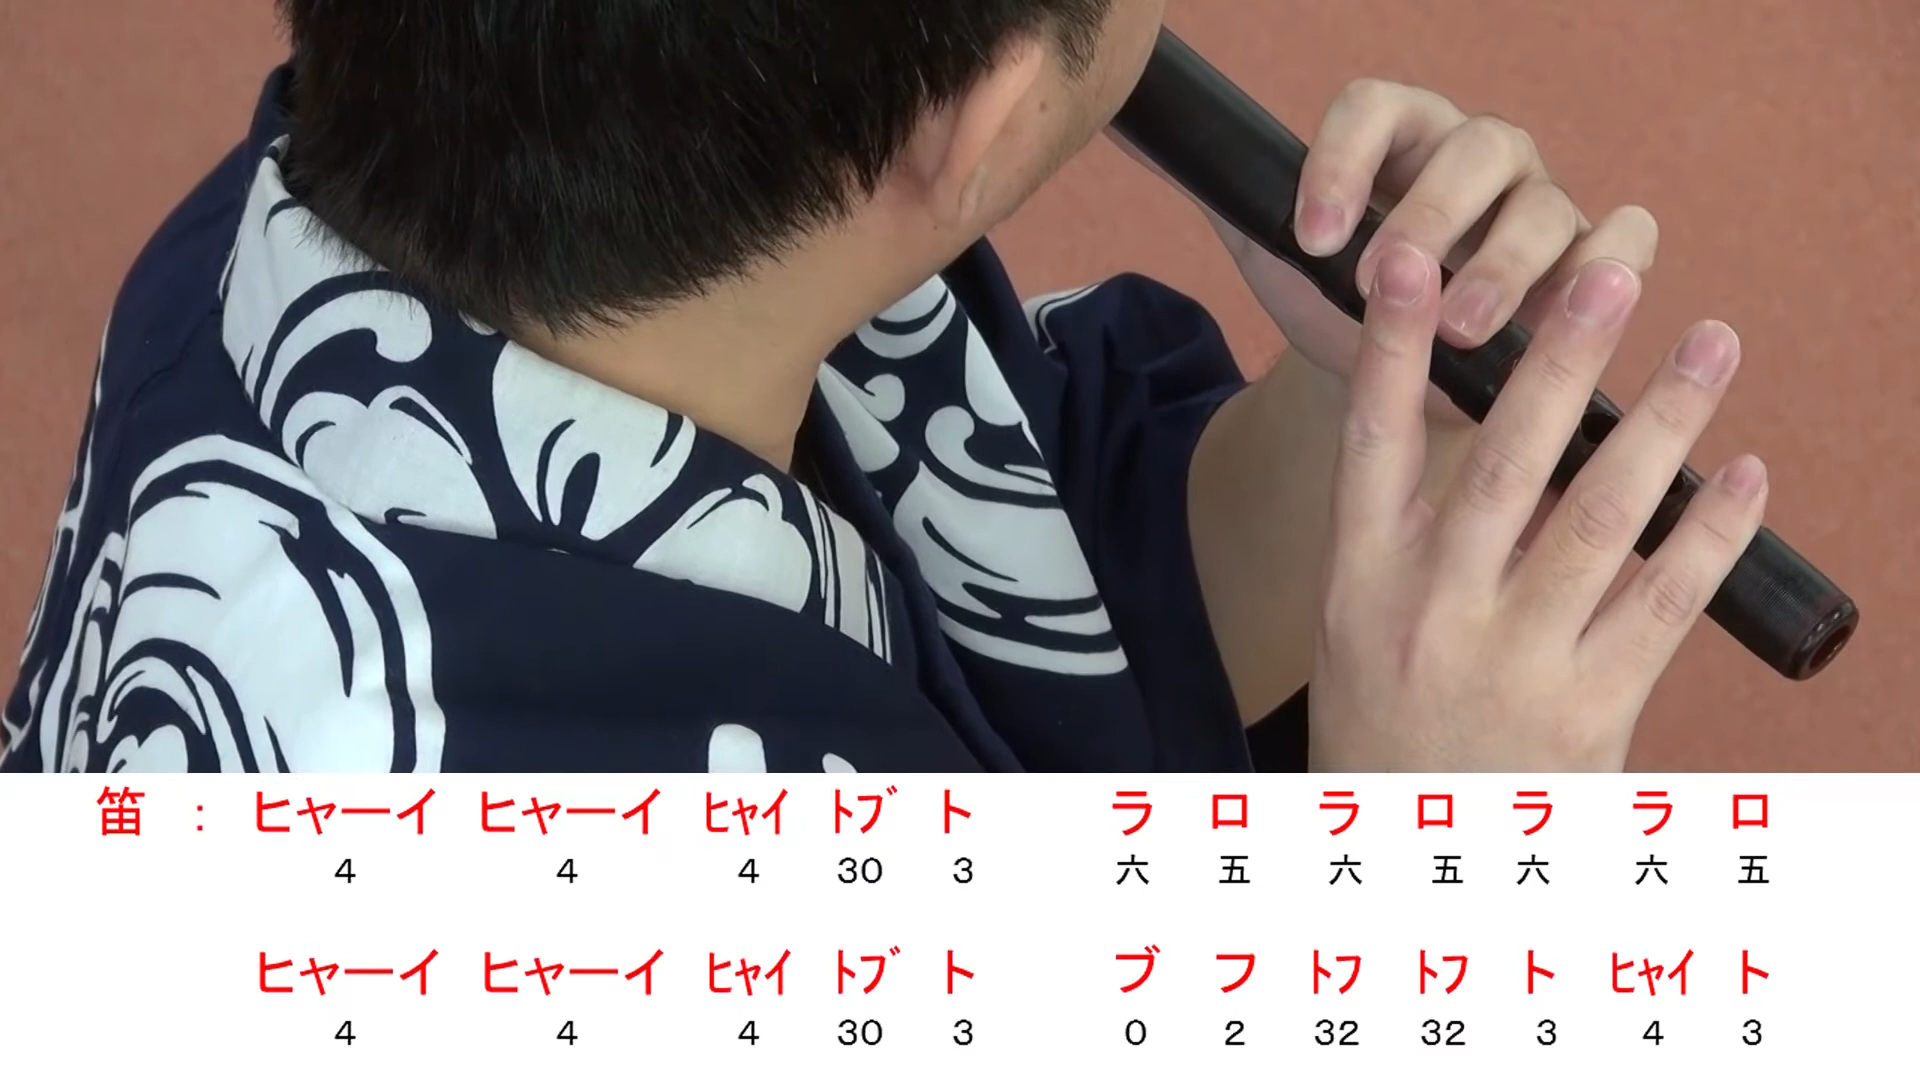 笛 : ヒャーイ ヒャーイ ヒャイ トブ ト ラ ロ ラ ロ ラ ラ ロ
4 4 4 30 3 六 五 六 五 六 六 五
ヒャーイ ヒャーイ ヒャイ トブ ト ブ フ トフ トフ ト ヒャイ ト
4 4 4 30 3 0 2 32 32 3 4 3